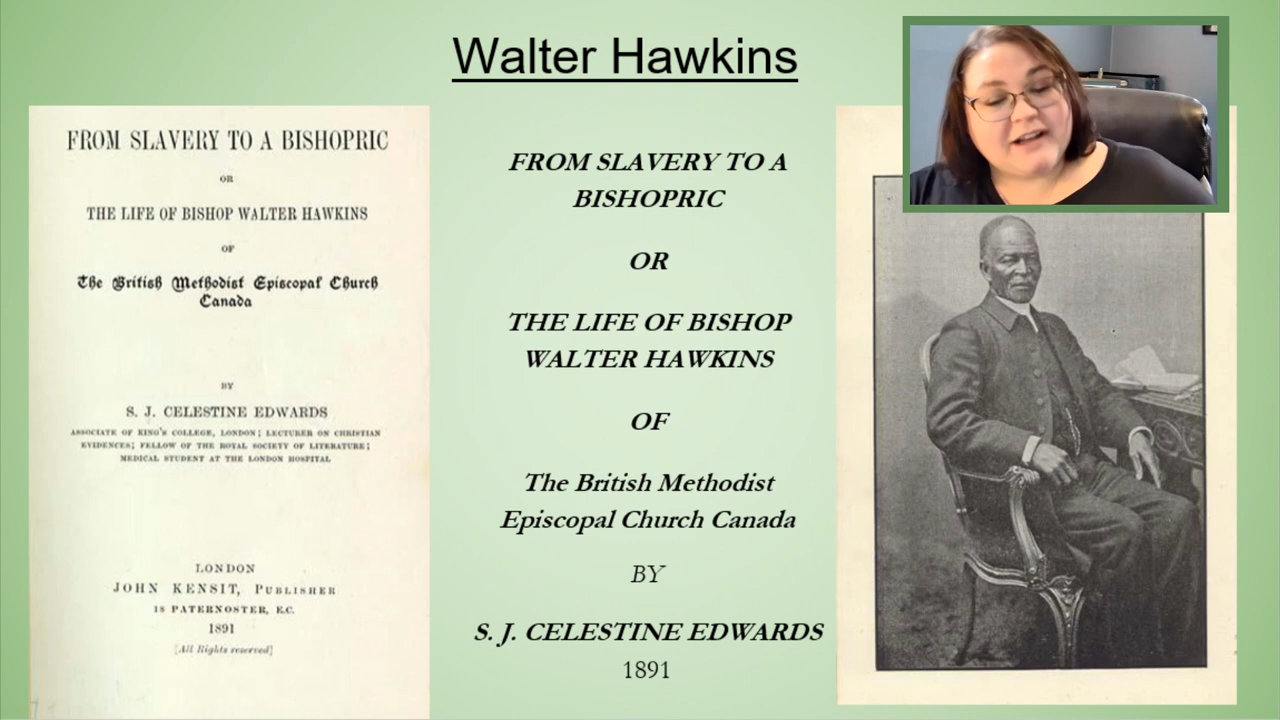 Walter Hawkins
FROM SLAVERY TO A BISHOPRIC
OR
THE LIFE OF BISHOP WALTER HAWKINS
OF
The British Methodist Episcopal Church
Canada
BY
S. J. CELESTINE EDWARDS
ASSOCIATE OF KING'S COLLEGE, LONDON; LECTURER ON CHRISTIAN
EVIDENCES; FELLOW OF THE ROYAL SOCIETY OF LITERATURE;
MEDICAL STUDENT AT THE LONDON HOSPITAL
LONDON
JOHN KENSIT, PUBLISHER
18 PATERNOSTER, E.C.
1891
[All Rights reserved]
FROM SLAVERY TO A
BISHOPRIC
OR
THE LIFE OF BISHOP
WALTER HAWKINS
OF
The British Methodist
Episcopal Church Canada
BY
S. J. CELESTINE EDWARDS
1891